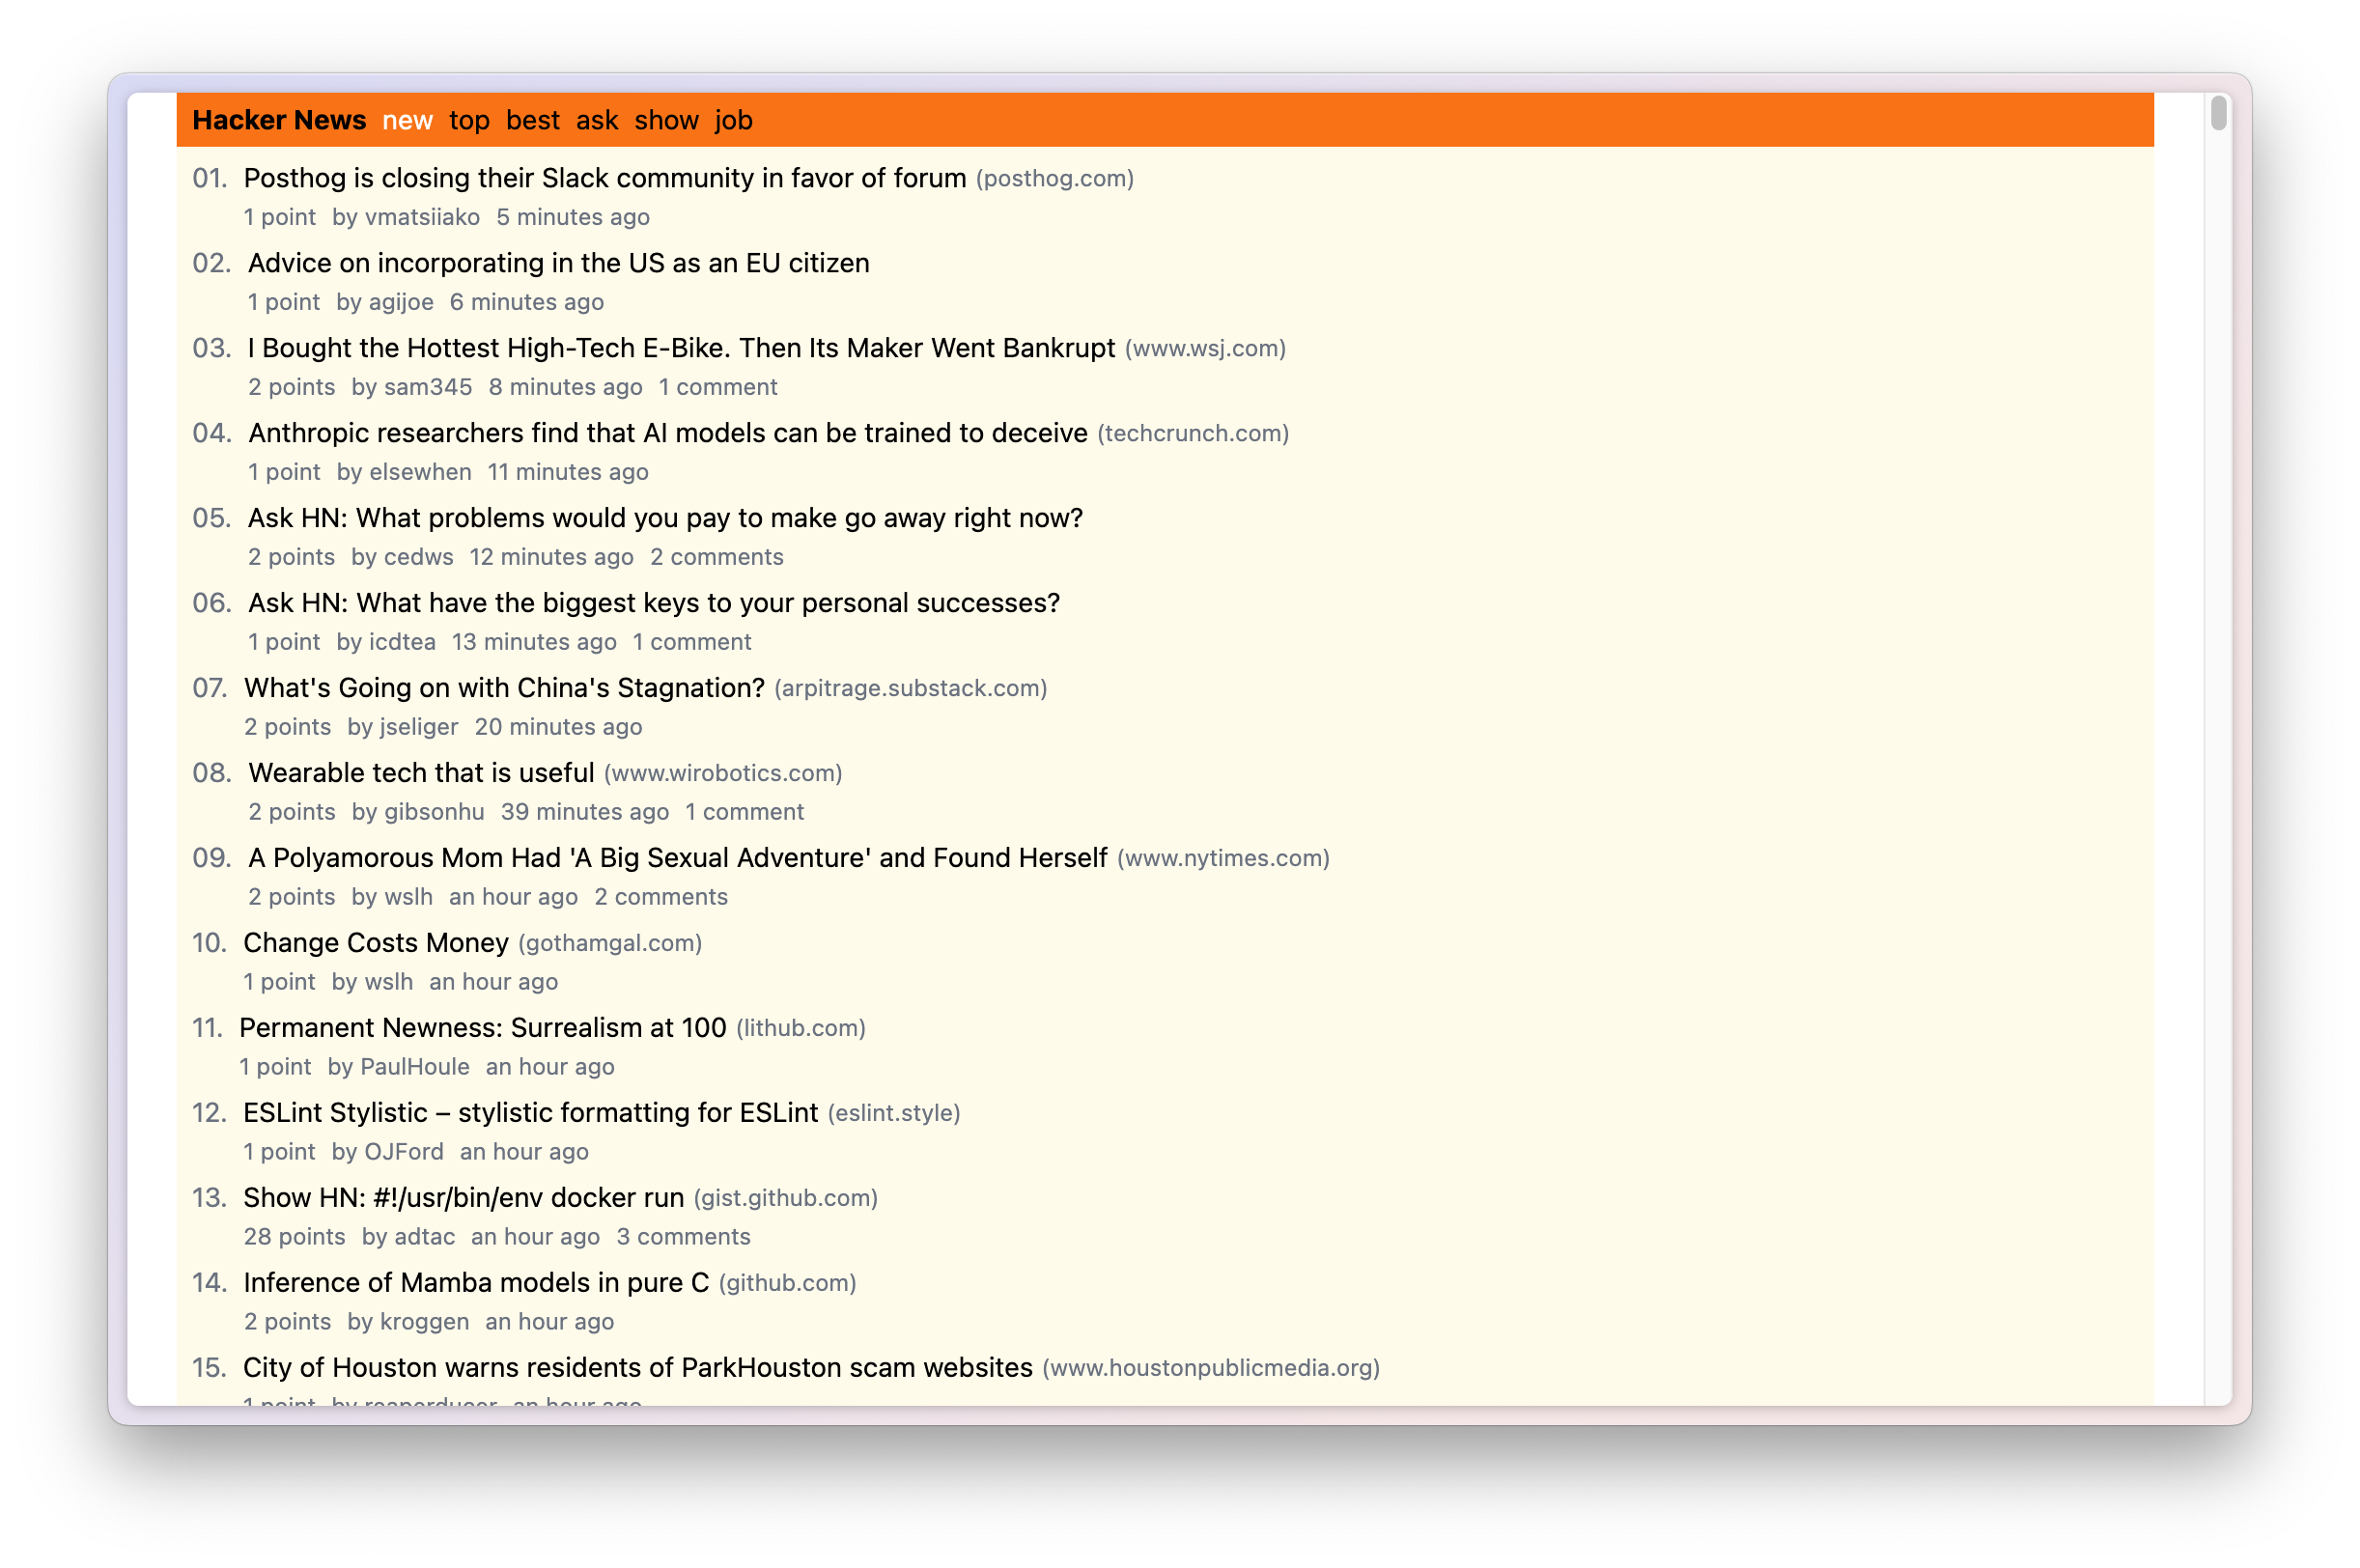 Hacker News new top best ask show job
01. Posthog is closing their Slack community in favor of forum (posthog.com)
1 point by vmatsiiako 5 minutes ago
02. Advice on incorporating in the US as an EU citizen
1 point by agijoe 6 minutes ago
03. I Bought the Hottest High-Tech E-Bike. Then Its Maker Went Bankrupt (www.wsj.com)
2 points by sam345 8 minutes ago 1 comment
04. Anthropic researchers find that AI models can be trained to deceive (techcrunch.com)
1 point by elsewhen 11 minutes ago
05. Ask HN: What problems would you pay to make go away right now?
2 points by cedws 12 minutes ago 2 comments
06. Ask HN: What have the biggest keys to your personal successes?
1 point by icdtea 13 minutes ago 1 comment
07. What's Going on with China's Stagnation? (arpitrage.substack.com)
2 points by jseliger 20 minutes ago
08. Wearable tech that is useful (www.wirobotics.com)
2 points by gibsonhu 39 minutes ago 1 comment
09. A Polyamorous Mom Had 'A Big Sexual Adventure' and Found Herself (www.nytimes.com)
2 points by wslh an hour ago 2 comments
10. Change Costs Money (gothamgal.com)
1 point by wslh an hour ago
11. Permanent Newness: Surrealism at 100 (lithub.com)
1 point by PaulHoule an hour ago
12. ESLint Stylistic – stylistic formatting for ESLint (eslint.style)
1 point by OJFord an hour ago
13. Show HN: #!/usr/bin/env docker run (gist.github.com)
28 points by adtac an hour ago 3 comments
14. Inference of Mamba models in pure C (github.com)
2 points by kroggen an hour ago
15. City of Houston warns residents of ParkHouston scam websites (www.houstonpublicmedia.org)
1 point by reaperducer an hour ago